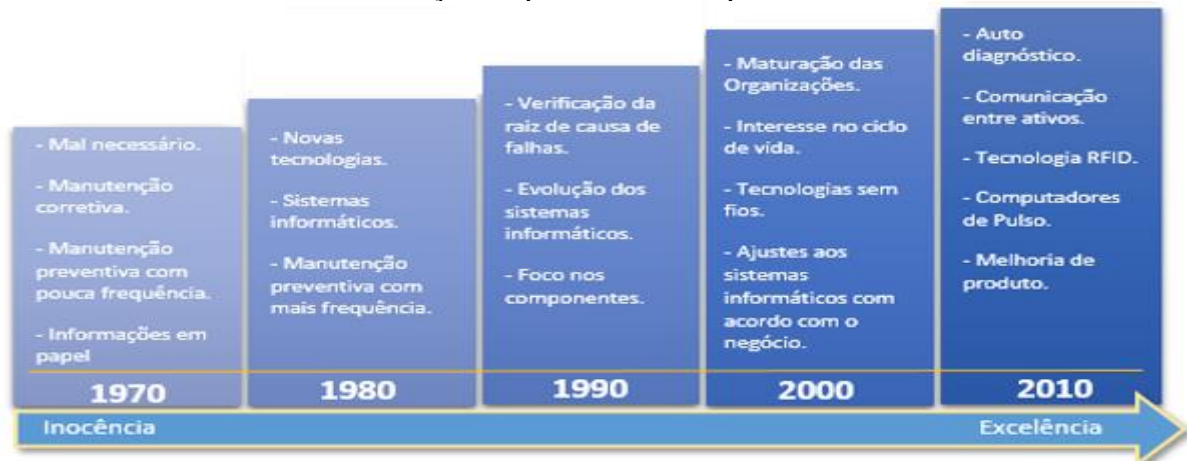 - Mal necessário.
- Manutenção
corretiva.
- Manutenção
preventiva com
pouca frequência.
- Informações em
papel
1970
- Novas
tecnologias.
- Sistemas
informáticos.
- Manutenção
preventiva com
mais frequência.
1980
- Verificação da
raiz de causa de
falhas.
- Evolução dos
sistemas
informáticos.
- Foco nos
componentes.
1990
- Maturação das
Organizações.
- Interesse no ciclo
de vida.
- Tecnologias sem
fios.
- Ajustes aos
sistemas
informáticos com
acordo com o
negócio.
2000
- Auto
diagnóstico.
- Comunicação
entre ativos.
- Tecnologia RFID.
- Computadores
de Pulso.
- Melhoria de
produto.
2010
Inocência
Excelência